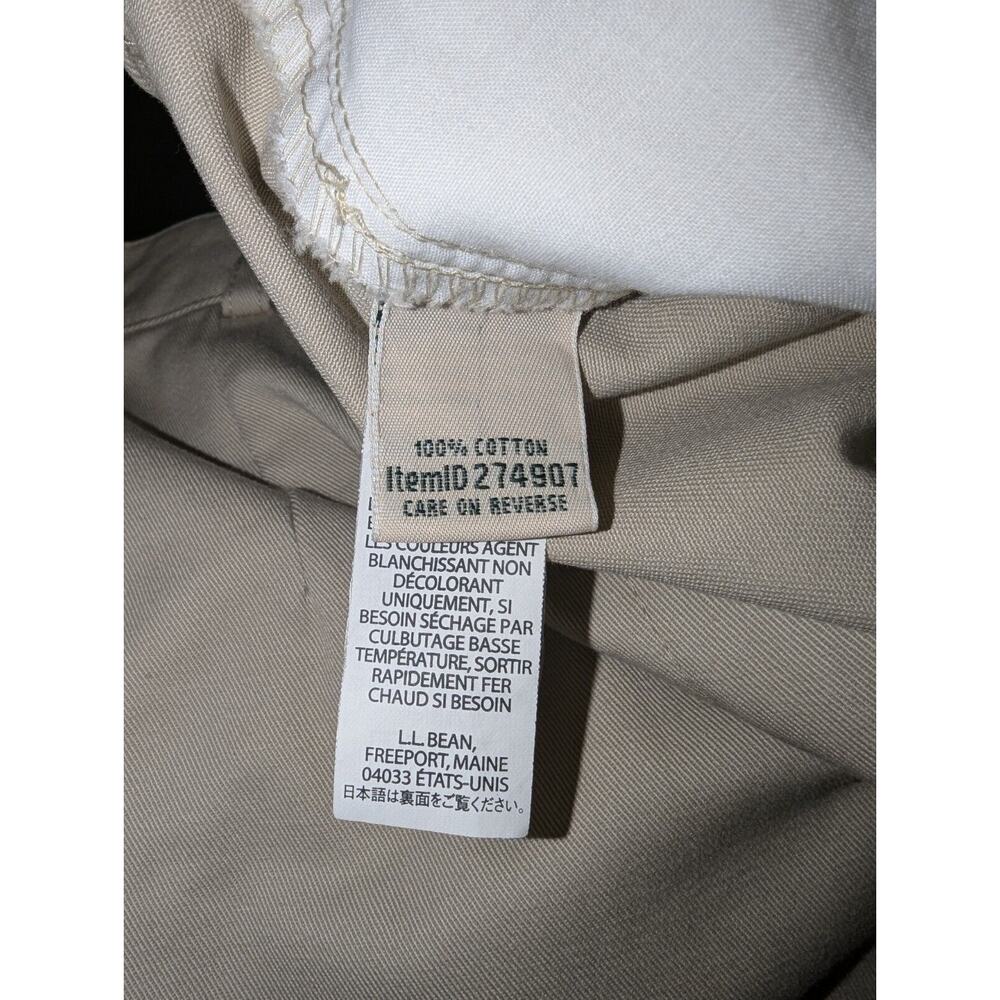 100% COTTON
ItemID 274907
CARE ON REVERSE
LES COULEURS AGENT
BLANCHISSANT NON
DÉCOLORANT
UNIQUEMENT, SI
BESOIN SÉCHAGE PAR
CULBUTAGE BASSE
TEMPÉRATURE, SORTIR
RAPIDEMENT FER
CHAUD SI BESOIN
L.L. BEAN,
FREEPORT, MAINE
04033 ÉTATS-UNIS
日本語は裏面をご覧ください。